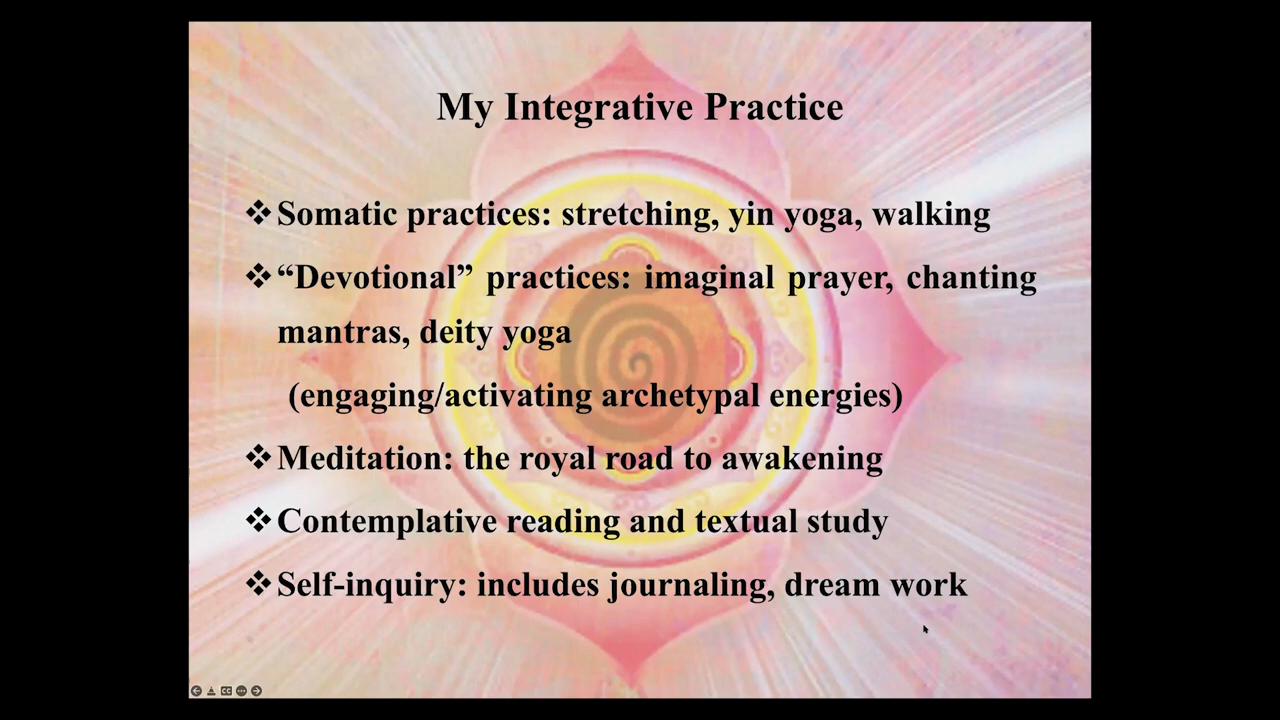 My Integrative Practice
❖Somatic practices: stretching, yin yoga, walking
❖“Devotional” practices: imaginal prayer, chanting
mantras, deity yoga
(engaging/activating archetypal energies)
❖Meditation: the royal road to awakening
❖Contemplative reading and textual study
❖Self-inquiry: includes journaling, dream work
CC